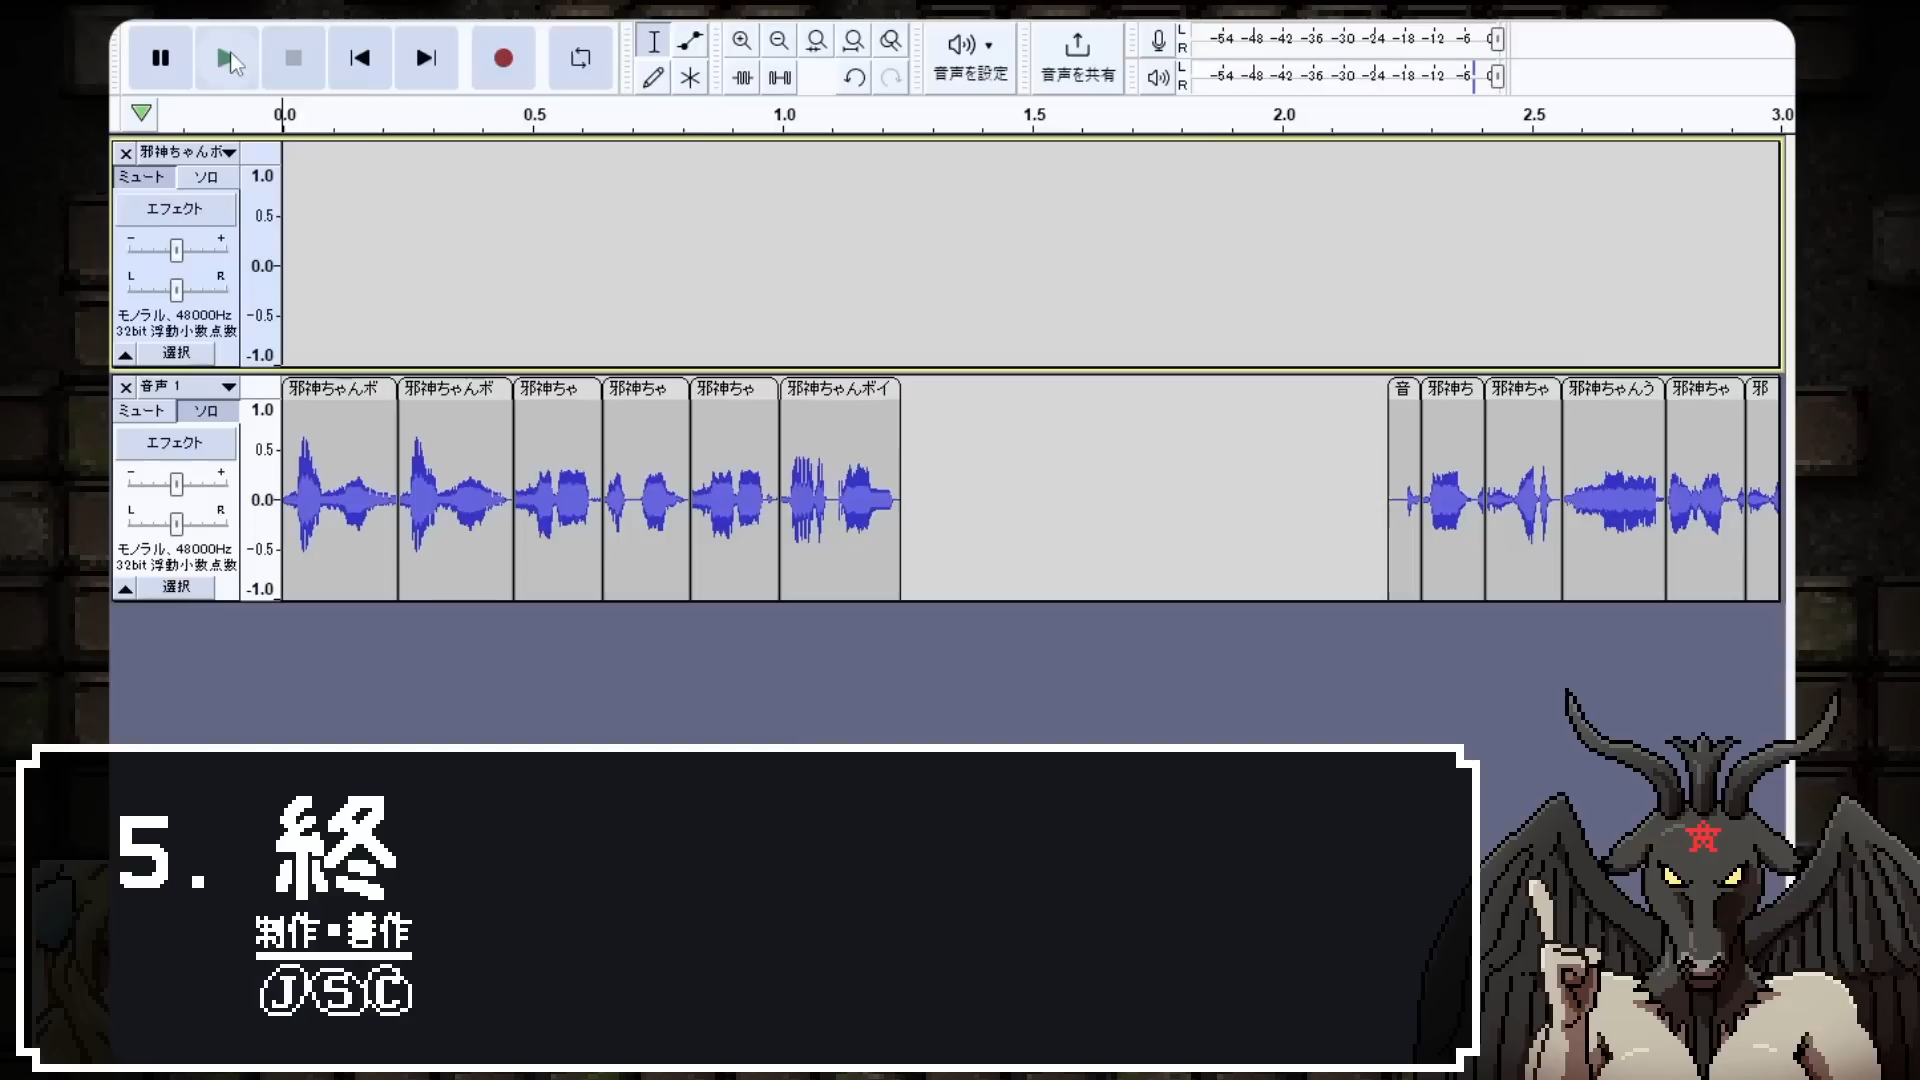 音声を設定
音声を共有
L
R
-54 -48 -42 -36 -30 -24 -18 -12 -6 0
L
R
-54 -48 -42 -36 -30 -24 -18 -12 -6 0
0.0 0.5 1.0 1.5 2.0 2.5 3.0
邪神ちゃんボ
ミュート ソロ
エフェクト
- +
L R
モノラル、48000Hz
32bit 浮動小数点数
選択
1.0
0.5
0.0
-0.5
-1.0
音声 1
ミュート ソロ
エフェクト
- +
L R
モノラル、48000Hz
32bit 浮動小数点数
選択
1.0
0.5
0.0
-0.5
-1.0
邪神ちゃんボ 邪神ちゃんボ 邪神ちゃ 邪神ちゃ 邪神ちゃ 邪神ちゃんボイ 音 邪神ち 邪神ちゃ 邪神ちゃんう 邪神ちゃ 邪
5. 終
制作・著作
ⒿⓈⒸ